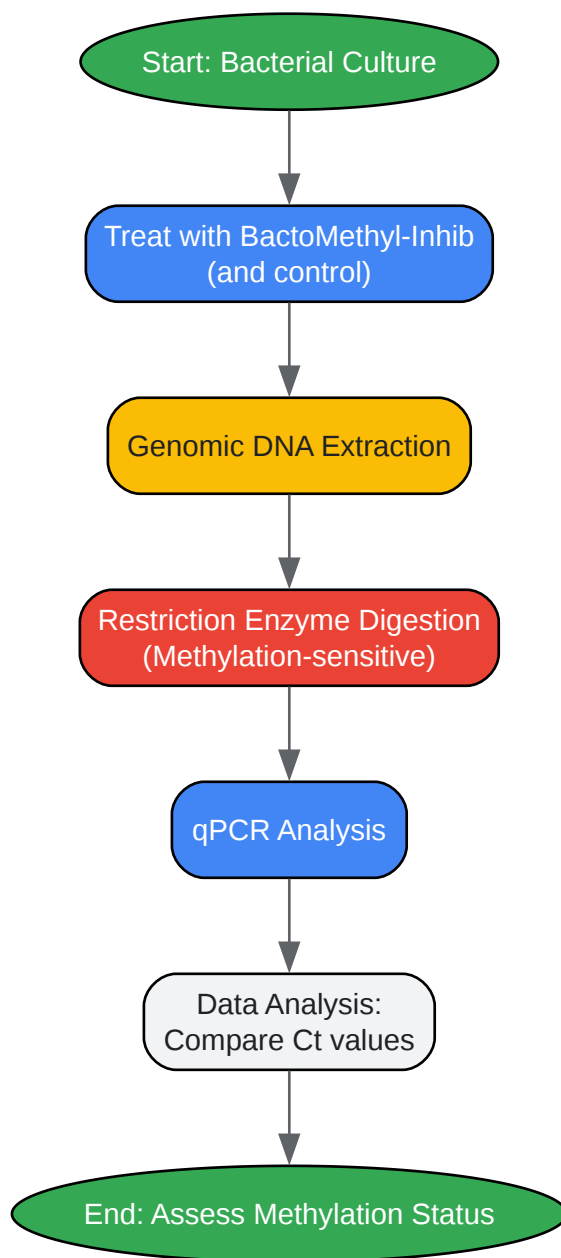 Start: Bacterial Culture
Treat with BactoMethyl-Inhib
(and control)
Genomic DNA Extraction
Restriction Enzyme Digestion
(Methylation-sensitive)
qPCR Analysis
Data Analysis:
Compare Ct values
End: Assess Methylation Status